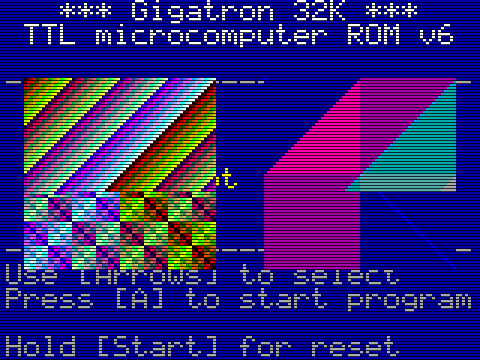 *** Gigatron 32K ***
TTL microcomputer ROM v6
Use [Arrows] to select
Press [A] to start program
Hold [Start] for reset